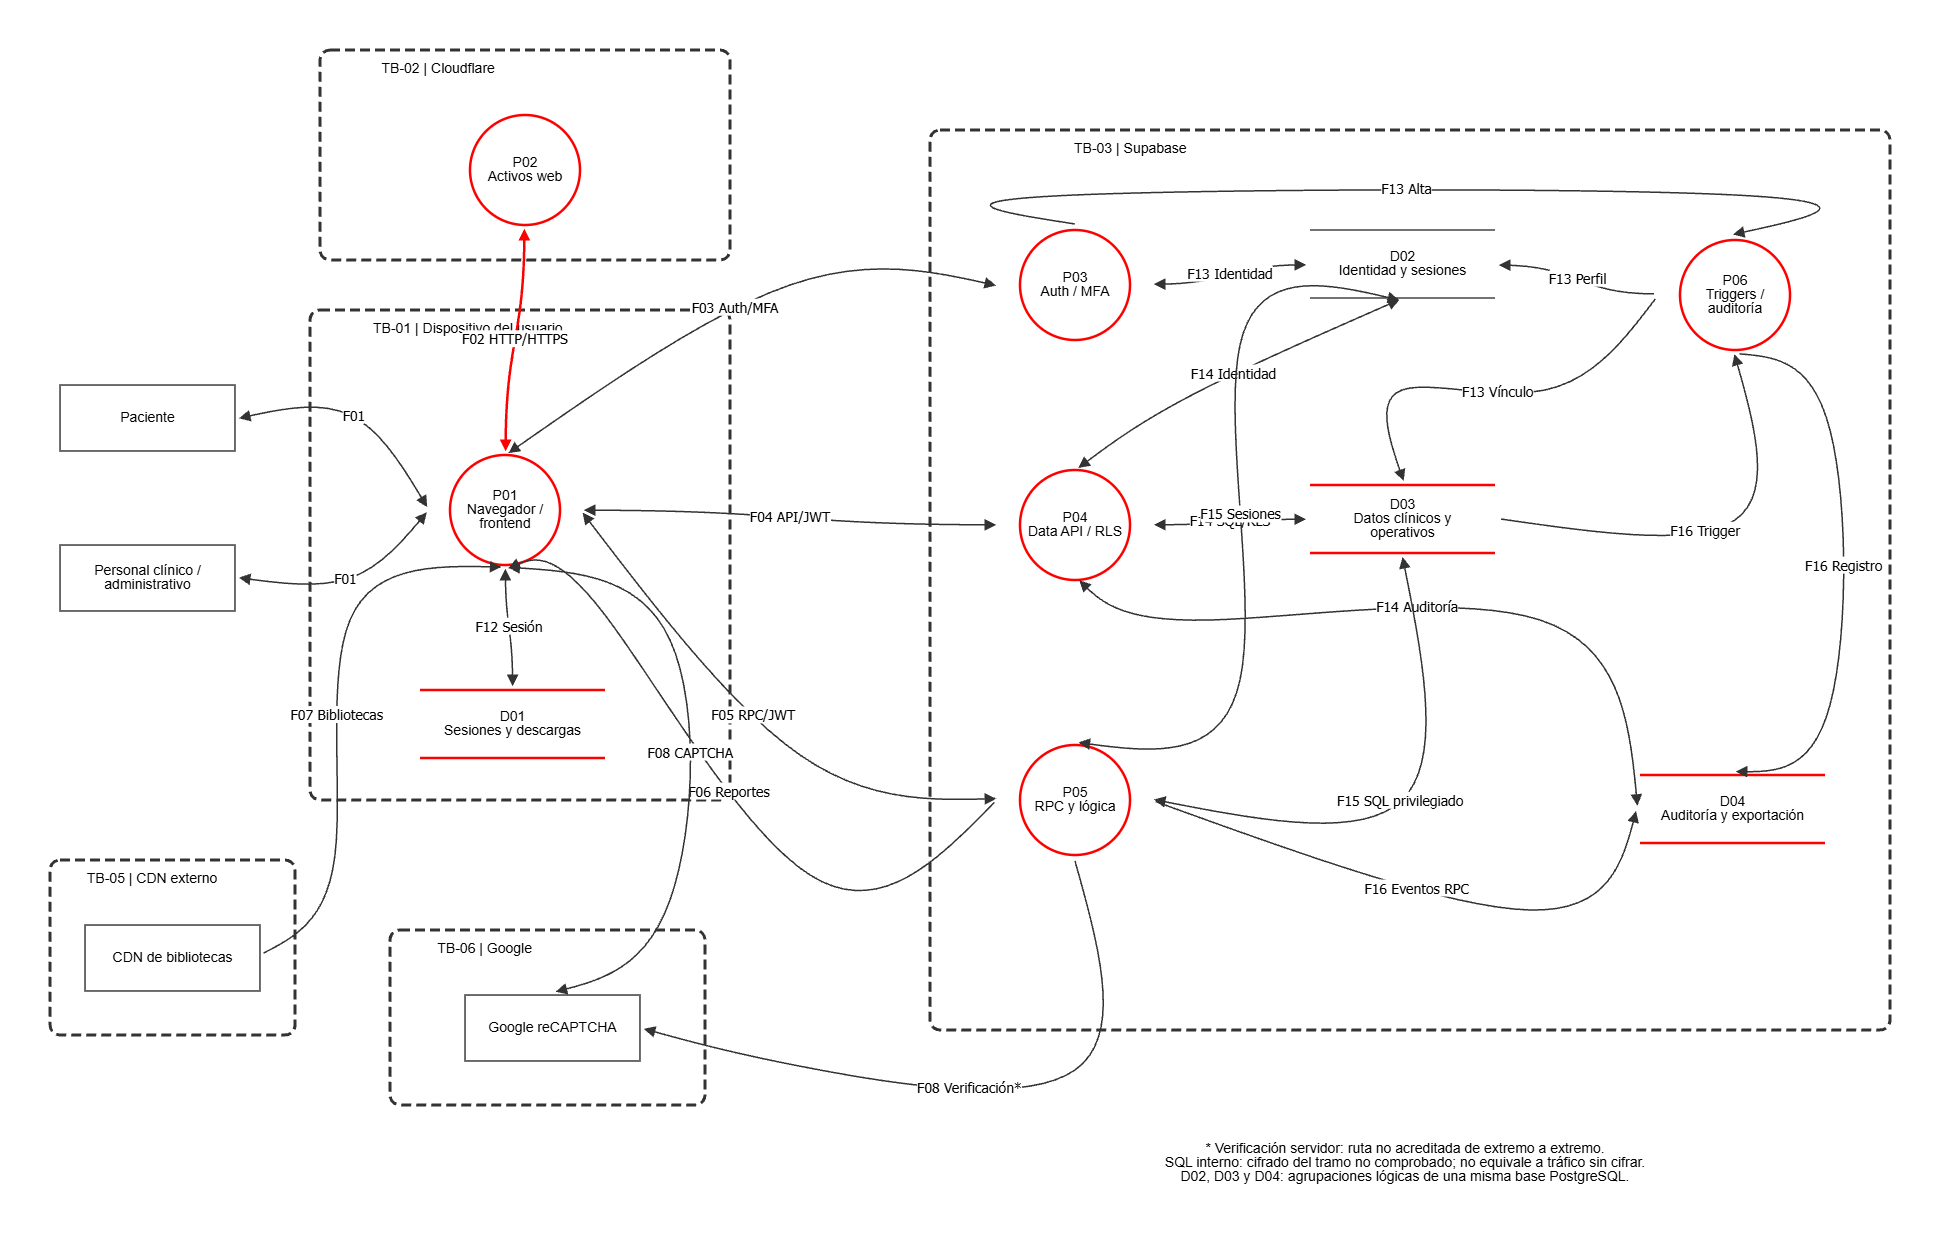 TB-02 | Cloudflare
P02
Activos web
TB-03 | Supabase
F13 Alta
P03
Auth / MFA
F13 Identidad
D02
Identidad y sesiones
F13 Perfil
P06
Triggers /
auditoría
F03 Auth/MFA
TB-01 | Dispositivo del usuario
F02 HTTP/HTTPS
F14 Identidad
F13 Vínculo
Paciente
F01
P01
Navegador /
frontend
F04 API/JWT
P04
Data API / RLS
F15 Sesiones
F14 SQL/RLS
D03
Datos clínicos y
operativos
F16 Trigger
F16 Registro
Personal clínico /
administrativo
F01
F14 Auditoría
F12 Sesión
F07 Bibliotecas
D01
Sesiones y descargas
F05 RPC/JWT
F08 CAPTCHA
F06 Reportes
P05
RPC y lógica
F15 SQL privilegiado
D04
Auditoría y exportación
F16 Eventos RPC
TB-05 | CDN externo
CDN de bibliotecas
TB-06 | Google
Google reCAPTCHA
F08 Verificación*
* Verificación servidor: ruta no acreditada de extremo a extremo.
SQL interno: cifrado del tramo no comprobado; no equivale a tráfico sin cifrar.
D02, D03 y D04: agrupaciones lógicas de una misma base PostgreSQL.